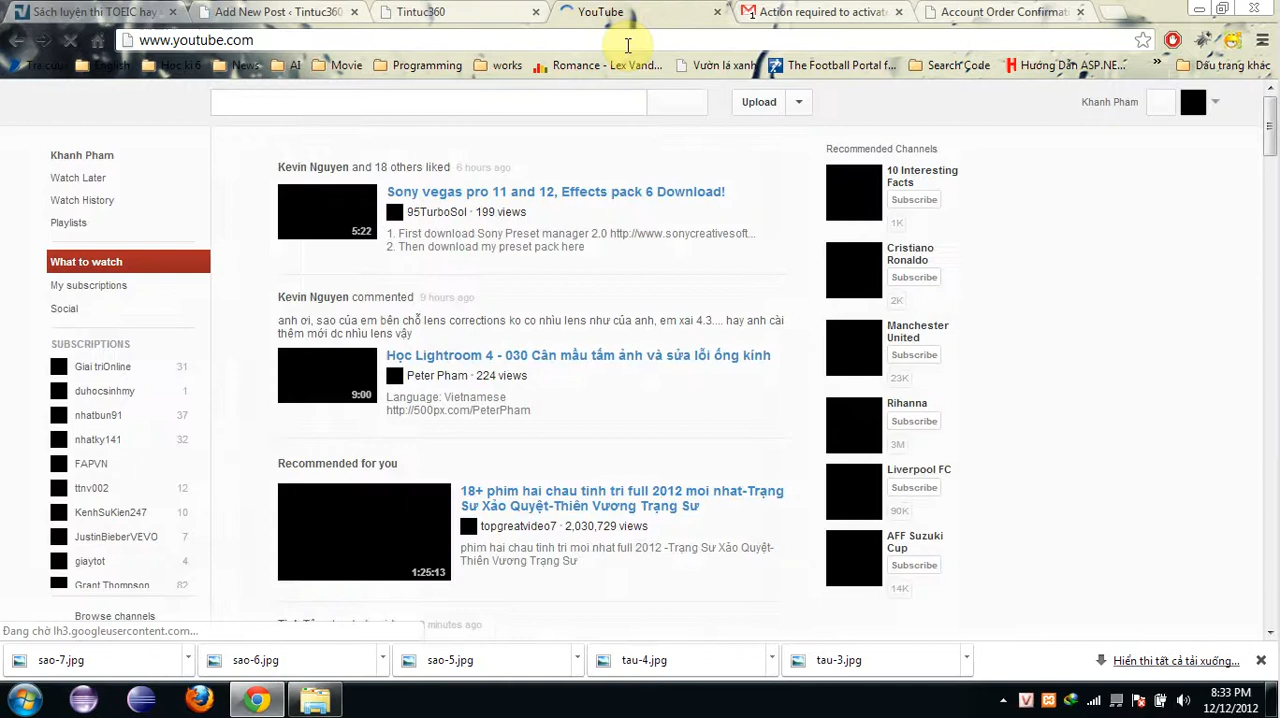 Sách luyện thi TOEIC hay
Add New Post ‹ Tintuc360
Tintuc360
YouTube
Action required to activate
Account Order Confirmat
www.youtube.com
Tra cuu
English
Học kì 6
News
AI
Movie
Programming
works
Romance - Lex Vand...
Vườn lá xanh
The Football Portal f...
Search Code
Hướng Dẫn ASP.NE...
»
Dấu trang khác
Upload
Khanh Pham
Khanh Pham
Watch Later
Watch History
Playlists
What to watch
My subscriptions
Social
SUBSCRIPTIONS
Giai triOnline 31
duhocsinhmy 1
nhatbun91 37
nhatky141 32
FAPVN
ttnv002 12
KenhSuKien247 10
JustinBieberVEVO 7
giaytot 4
Grant Thompson 82
Browse channels
Kevin Nguyen and 18 others liked 6 hours ago
Sony vegas pro 11 and 12, Effects pack 6 Download!
95TurboSol · 199 views
5:22
1. First download Sony Preset manager 2.0 http://www.sonycreativesoft...
2. Then download my preset pack here
Kevin Nguyen commented 9 hours ago
anh ơi, sao của em bên chỗ lens corrections ko co nhìu lens như của anh, em xai 4.3.... hay anh cài
thêm mới dc nhìu lens vậy
Học Lightroom 4 - 030 Cân mầu tấm ảnh và sửa lỗi ống kính
Peter Pham · 224 views
9:00
Language: Vietnamese
http://500px.com/PeterPham
Recommended for you
18+ phim hai chau tinh tri full 2012 moi nhat-Trạng
Sư Xảo Quyệt-Thiên Vương Trạng Sư
topgreatvideo7 · 2,030,729 views
phim hai chau tinh tri moi nhat full 2012 -Trạng Sư Xảo Quyệt-
Thiên Vương Trạng Sư
1:25:13
minutes ago
Recommended Channels
10 Interesting
Facts
Subscribe
1K
Cristiano
Ronaldo
Subscribe
2K
Manchester
United
Subscribe
23K
Rihanna
Subscribe
3M
Liverpool FC
Subscribe
90K
AFF Suzuki
Cup
Subscribe
14K
Đang chờ lh3.googleusercontent.com...
sao-7.jpg
sao-6.jpg
sao-5.jpg
tau-4.jpg
tau-3.jpg
Hiển thị tất cả tải xuống...
8:33 PM
12/12/2012